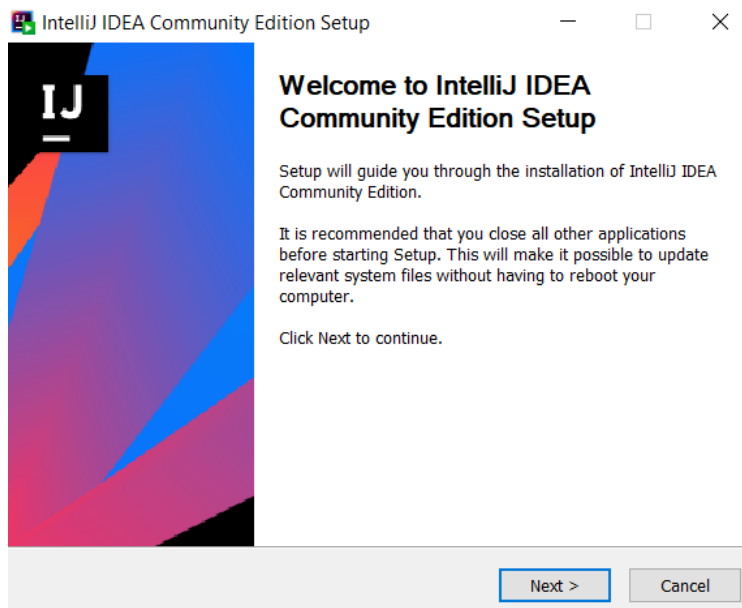 IntelliJ IDEA Community Edition Setup
IJ
Welcome to IntelliJ IDEA
Community Edition Setup
Setup will guide you through the installation of IntelliJ IDEA
Community Edition.
It is recommended that you close all other applications
before starting Setup. This will make it possible to update
relevant system files without having to reboot your
computer.
Click Next to continue.
Next >
Cancel